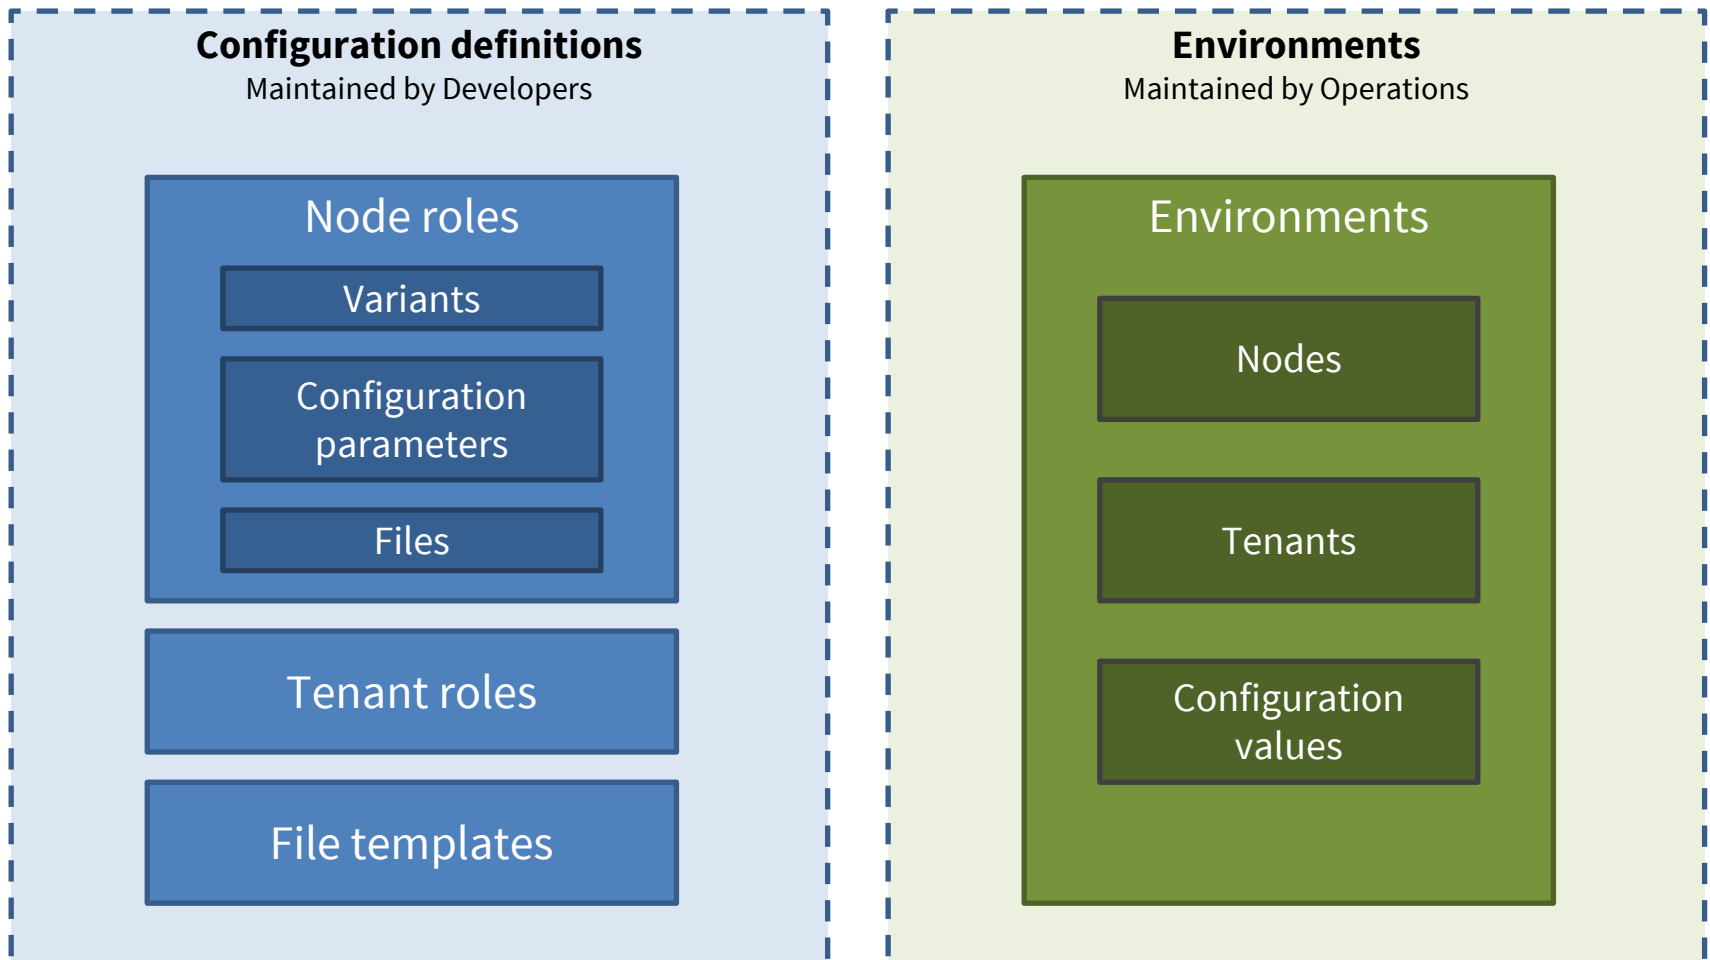 Configuration definitions
Maintained by Developers
Node roles
Variants
Configuration
parameters
Files
Tenant roles
File templates
Environments
Maintained by Operations
Environments
Nodes
Tenants
Configuration
values